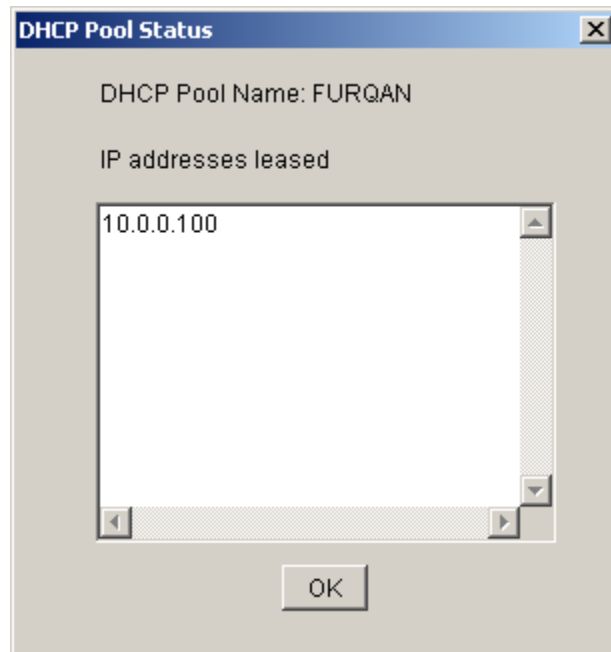 DHCP Pool Status
DHCP Pool Name: FURQAN
IP addresses leased
10.0.0.100
OK